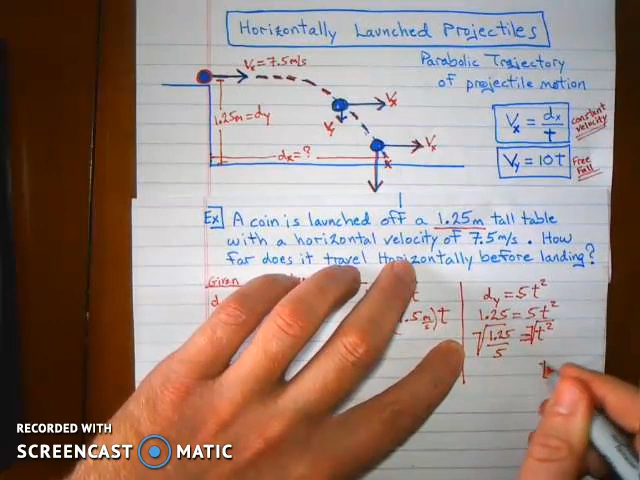 Horizontally Launched Projectiles
Vx = 7.5 m/s
Parabolic Trajectory
of projectile motion
1.25m = dy
Vx
Vy
Vx
dx = ?
Vx = dx/t
constant velocity
Vy = 10t
Free Fall
Ex A coin is launched off a 1.25m tall table
with a horizontal velocity of 7.5 m/s. How
far does it travel Horizontally before landing?
Given
d
t
.5 m/s) t
dy = 5t²
1.25 = 5t²
√1.25/5 = √t²
RECORDED WITH
SCREENCAST MATIC